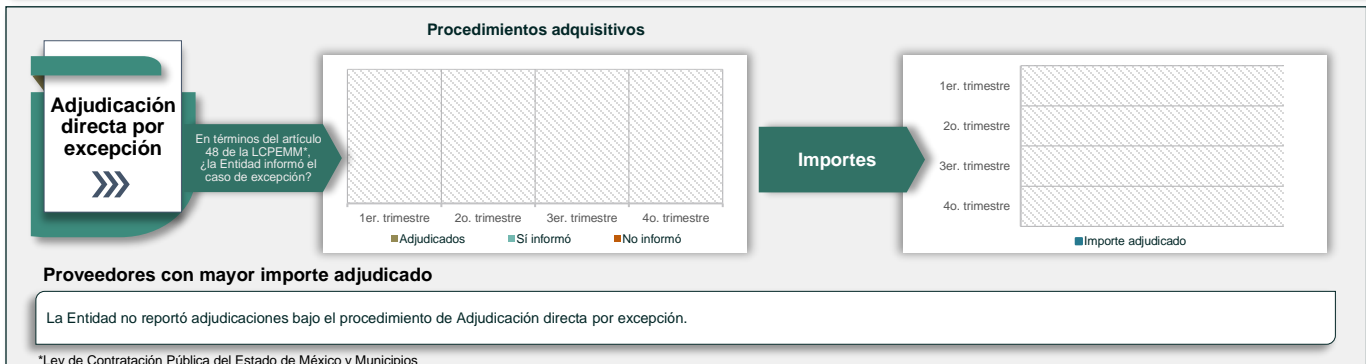 Procedimientos adquisitivos
Adjudicación
directa por
excepción
En términos del artículo
48 de la LCPEMM*,
¿la Entidad informó el
caso de excepción?
1er. trimestre 2o. trimestre 3er. trimestre 4o. trimestre
Adjudicados Sí informó No informó
Importes
1er. trimestre
2o. trimestre
3er. trimestre
4o. trimestre
Importe adjudicado
Proveedores con mayor importe adjudicado
La Entidad no reportó adjudicaciones bajo el procedimiento de Adjudicación directa por excepción.
*Ley de Contratación Pública del Estado de México y Municipios